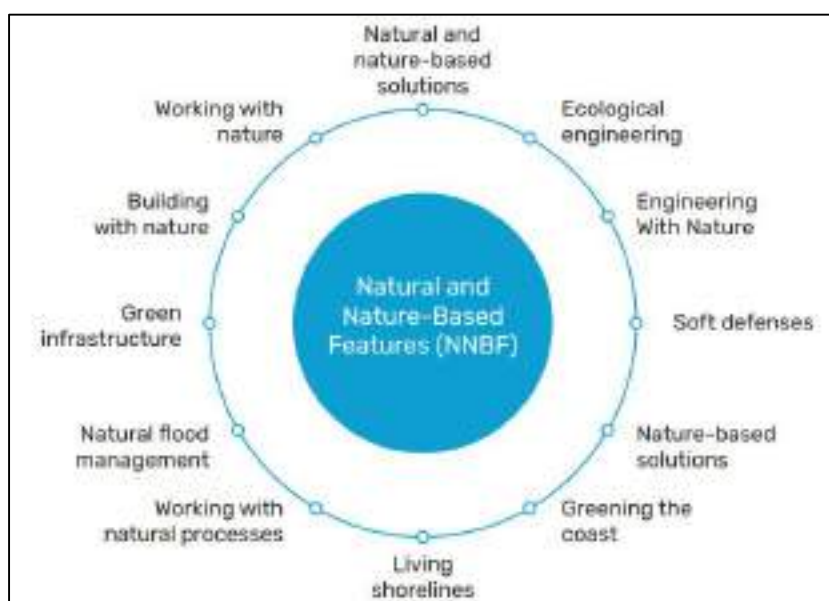 Natural and
nature-based
solutions
Ecological
engineering
Engineering
With Nature
Soft defenses
Nature-based
solutions
Greening the
coast
Living
shorelines
Working with
natural processes
Natural flood
management
Green
infrastructure
Building
with nature
Working with
nature
Natural and
Nature-Based
Features (NNBF)